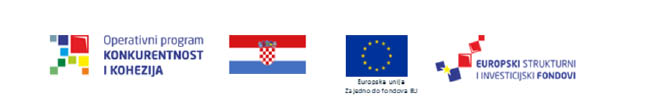 Operativni program
KONKURENTNOST
I KOHEZIJA
Europska unija
Zajedno do fondova EU
EUROPSKI STRUKTURNI
I INVESTICIJSKI FONDOVI